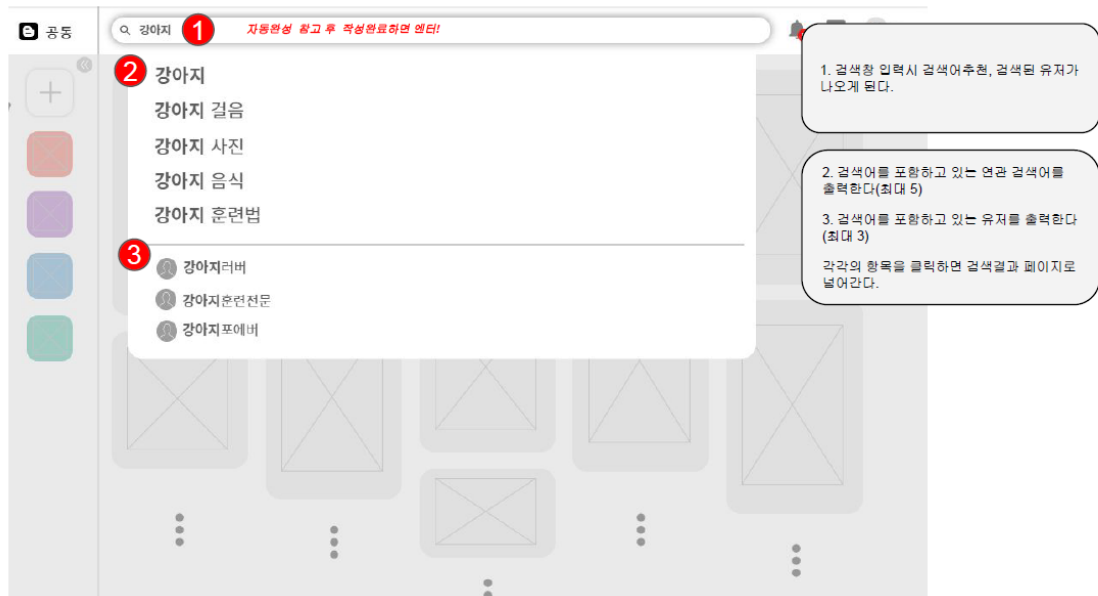 공통
강아지
1
자동완성 참고 후 작성완료하면 엔터!
2
강아지
강아지 걸음
강아지 사진
강아지 음식
강아지 훈련법
3
강아지러버
강아지훈련전문
강아지포에버
1. 검색창 입력시 검색어추천, 검색된 유저가
나오게 된다.
2. 검색어를 포함하고 있는 연관 검색어를
출력한다(최대 5)
3. 검색어를 포함하고 있는 유저를 출력한다
(최대 3)
각각의 항목을 클릭하면 검색결과 페이지로
넘어간다.